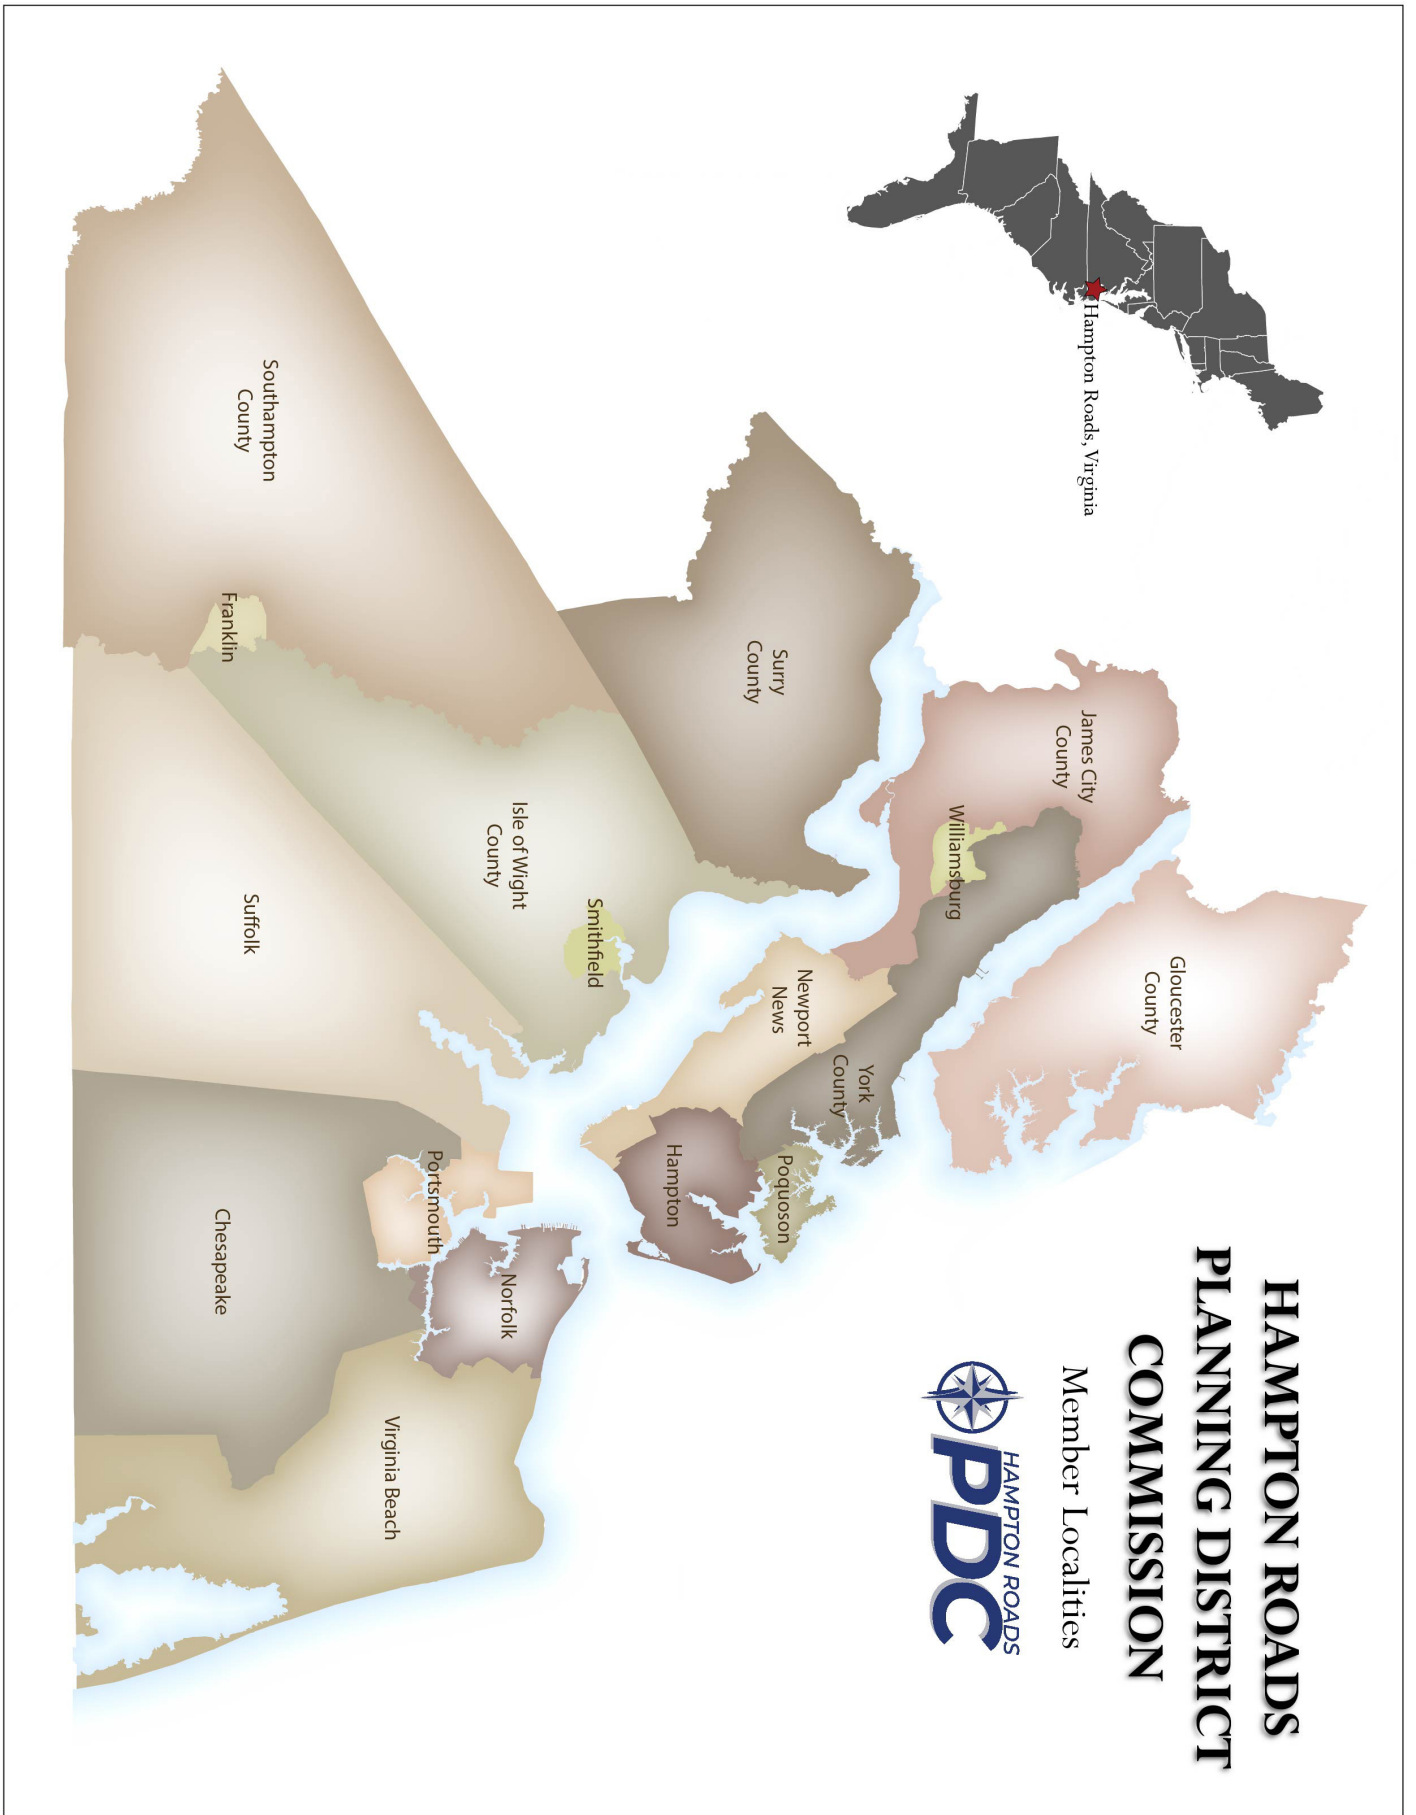 HAMPTON ROADS
PLANNING DISTRICT
COMMISSION
Member Localities
HAMPTON ROADS
PDC
Hampton Roads, Virginia
Gloucester
County
James City
County
Williamsburg
York
County
Newport
News
Poquoson
Hampton
Surry
County
Isle of Wight
County
Smithfield
Southampton
County
Franklin
Suffolk
Portsmouth
Norfolk
Chesapeake
Virginia Beach